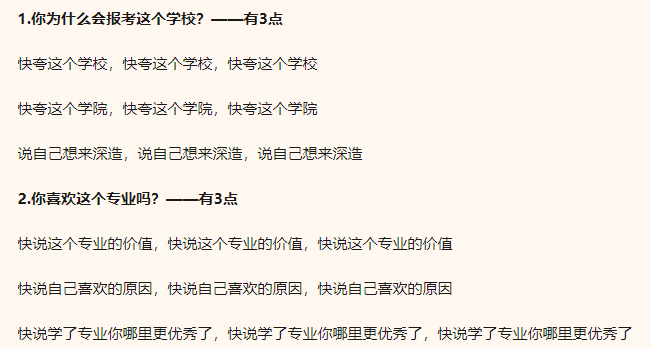 1.你为什么会报考这个学校？——有3点
快夸这个学校，快夸这个学校，快夸这个学校
快夸这个学院，快夸这个学院，快夸这个学院
说自己想来深造，说自己想来深造，说自己想来深造
2.你喜欢这个专业吗？——有3点
快说这个专业的价值，快说这个专业的价值，快说这个专业的价值
快说自己喜欢的原因，快说自己喜欢的原因，快说自己喜欢的原因
快说学了专业你哪里更优秀了，快说学了专业你哪里更优秀了，快说学了专业你哪里更优秀了